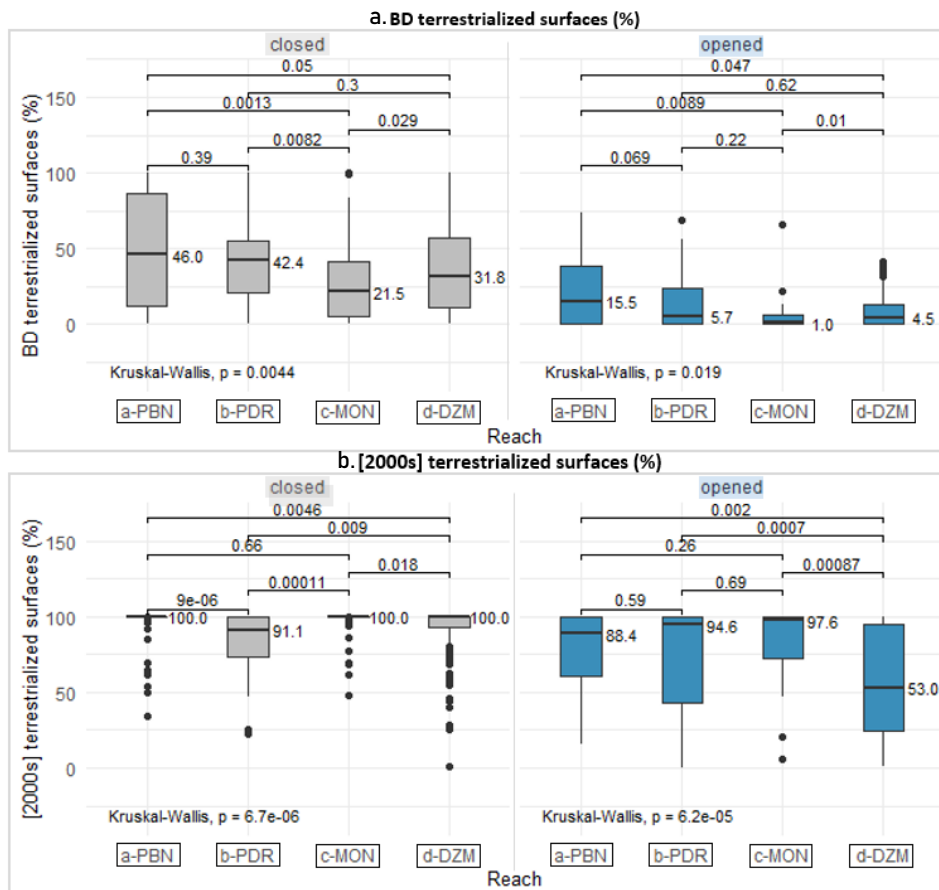 a. BD terrestrialized surfaces (%)
closed opened
0.05 0.047
0.3 0.62
150
0.0013 0.0089
0.029 0.01
0.0082 0.22
0.39 0.069
100
50
46.0 42.4 21.5 31.8 15.5 5.7 1.0 4.5
0
BD terrestrialized surfaces (%)
Kruskal-Wallis, p = 0.0044 Kruskal-Wallis, p = 0.019
a-PBN b-PDR c-MON d-DZM a-PBN b-PDR c-MON d-DZM
Reach
b. [2000s] terrestrialized surfaces (%)
closed opened
0.0046 0.002
0.009 0.0007
150
0.66 0.26
0.018 0.00087
0.00011 0.69
9e-06 0.59
100
100.0 91.1 100.0 100.0 88.4 94.6 97.6 53.0
50
0
[2000s] terrestrialized surfaces (%)
Kruskal-Wallis, p = 6.7e-06 Kruskal-Wallis, p = 6.2e-05
a-PBN b-PDR c-MON d-DZM a-PBN b-PDR c-MON d-DZM
Reach